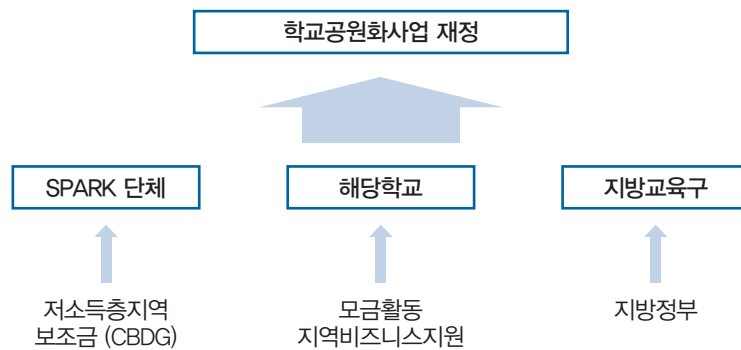 학교공원화사업 재정
SPARK 단체
해당학교
지방교육구
저소득층지역
보조금 (CBDG)
모금활동
지역비즈니스지원
지방정부